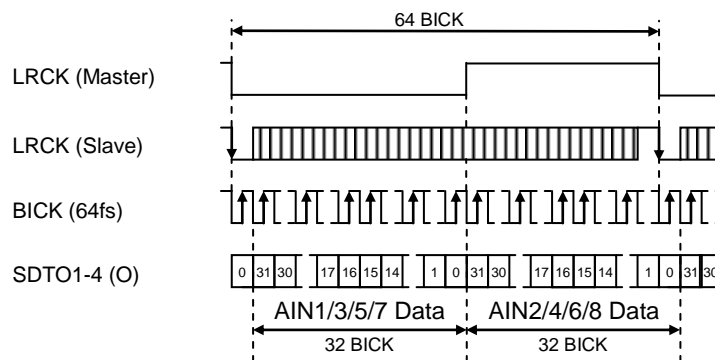 64 BICK
LRCK (Master)
LRCK (Slave)
BICK (64fs)
SDTO1-4 (O) 0 31 30 17 16 15 14 1 0 31 30 17 16 15 14 1 0 31 30
AIN1/3/5/7 Data AIN2/4/6/8 Data
32 BICK 32 BICK